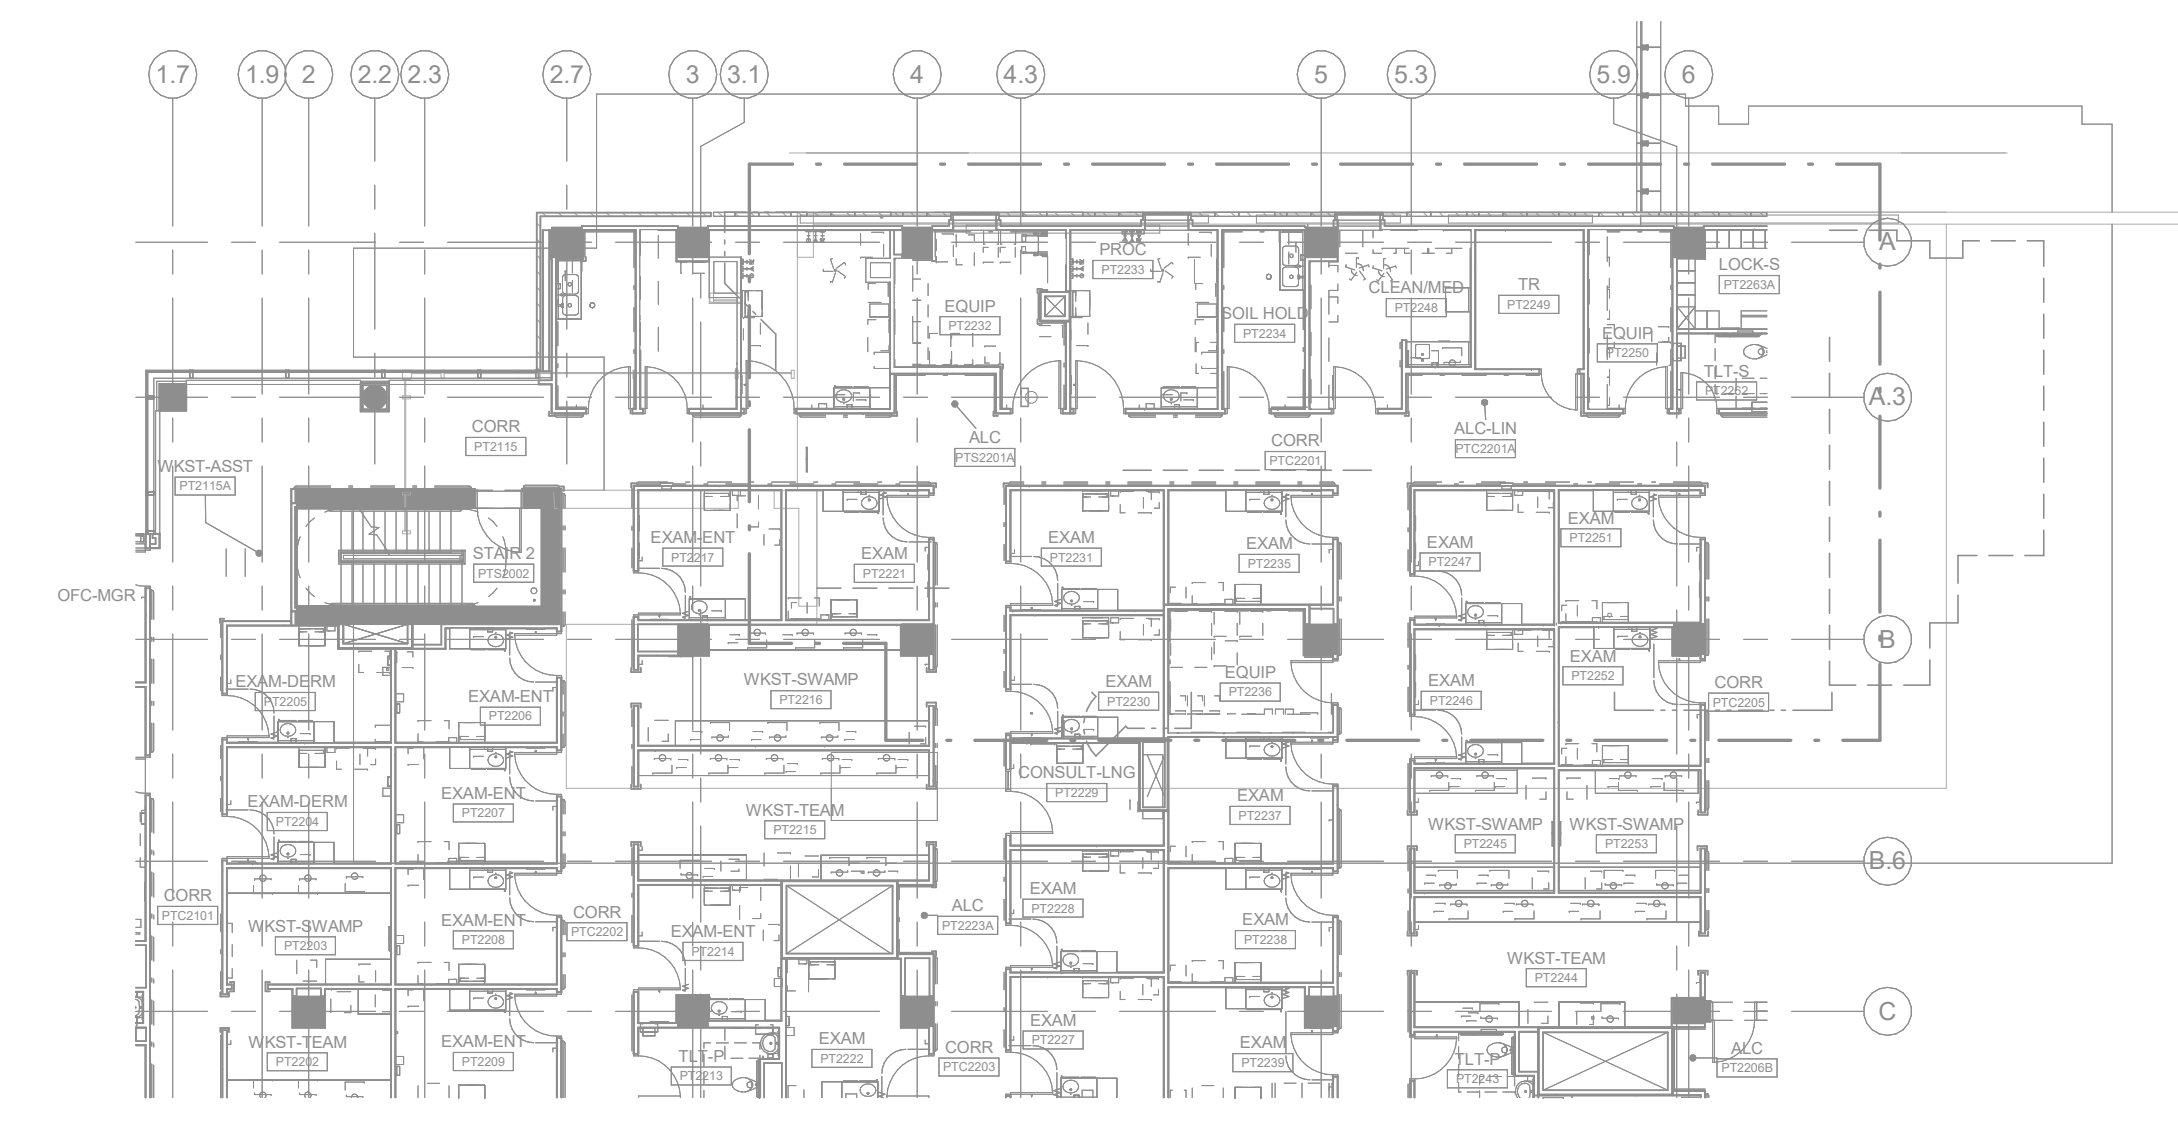 1.7
1.9
2
2.2
2.3
2.7
3
3.1
4
4.3
5
5.3
5.9
6
A
A.3
B
B.6
C
PROC
PT2233
LOCK-S
PT2263A
CLEAN/MED
PT2248
TR
PT2249
EQUIP
PT2232
SOIL HOLD
PT2234
EQUIP
PT2250
TLT-S
PT2262
CORR
PT2115
ALC
PTS2201A
CORR
PTC2201
ALC-LIN
PTC2201A
WKST-ASST
PT2115A
STAIR 2
PTS2002
EXAM-ENT
PT2217
EXAM
PT2221
EXAM
PT2231
EXAM
PT2235
EXAM
PT2247
EXAM
PT2251
OFC-MGR
EXAM-DERM
PT2205
EXAM-ENT
PT2206
WKST-SWAMP
PT2216
EXAM
PT2230
EQUIP
PT2236
EXAM
PT2246
EXAM
PT2252
CORR
PTC2205
EXAM-DERM
PT2204
EXAM-ENT
PT2207
WKST-TEAM
PT2215
CONSULT-LNG
PT2229
EXAM
PT2237
WKST-SWAMP
PT2245
WKST-SWAMP
PT2253
CORR
PTC2101
WKST-SWAMP
PT2203
EXAM-ENT
PT2208
CORR
PTC2202
EXAM-ENT
PT2214
ALC
PT2223A
EXAM
PT2228
EXAM
PT2238
WKST-TEAM
PT2244
WKST-TEAM
PT2202
EXAM-ENT
PT2209
TLT-P
PT2213
EXAM
PT2222
CORR
PTC2203
EXAM
PT2227
EXAM
PT2239
TLT-P
PT2243
ALC
PT2206B